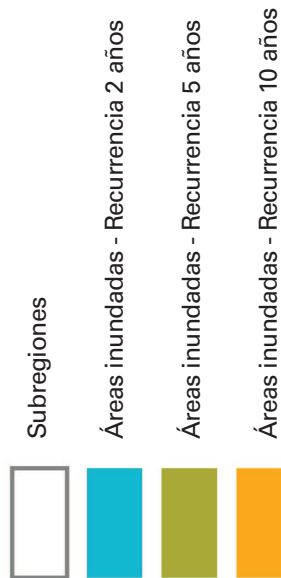 Subregiones
Áreas inundadas - Recurrencia 2 años
Áreas inundadas - Recurrencia 5 años
Áreas inundadas - Recurrencia 10 años